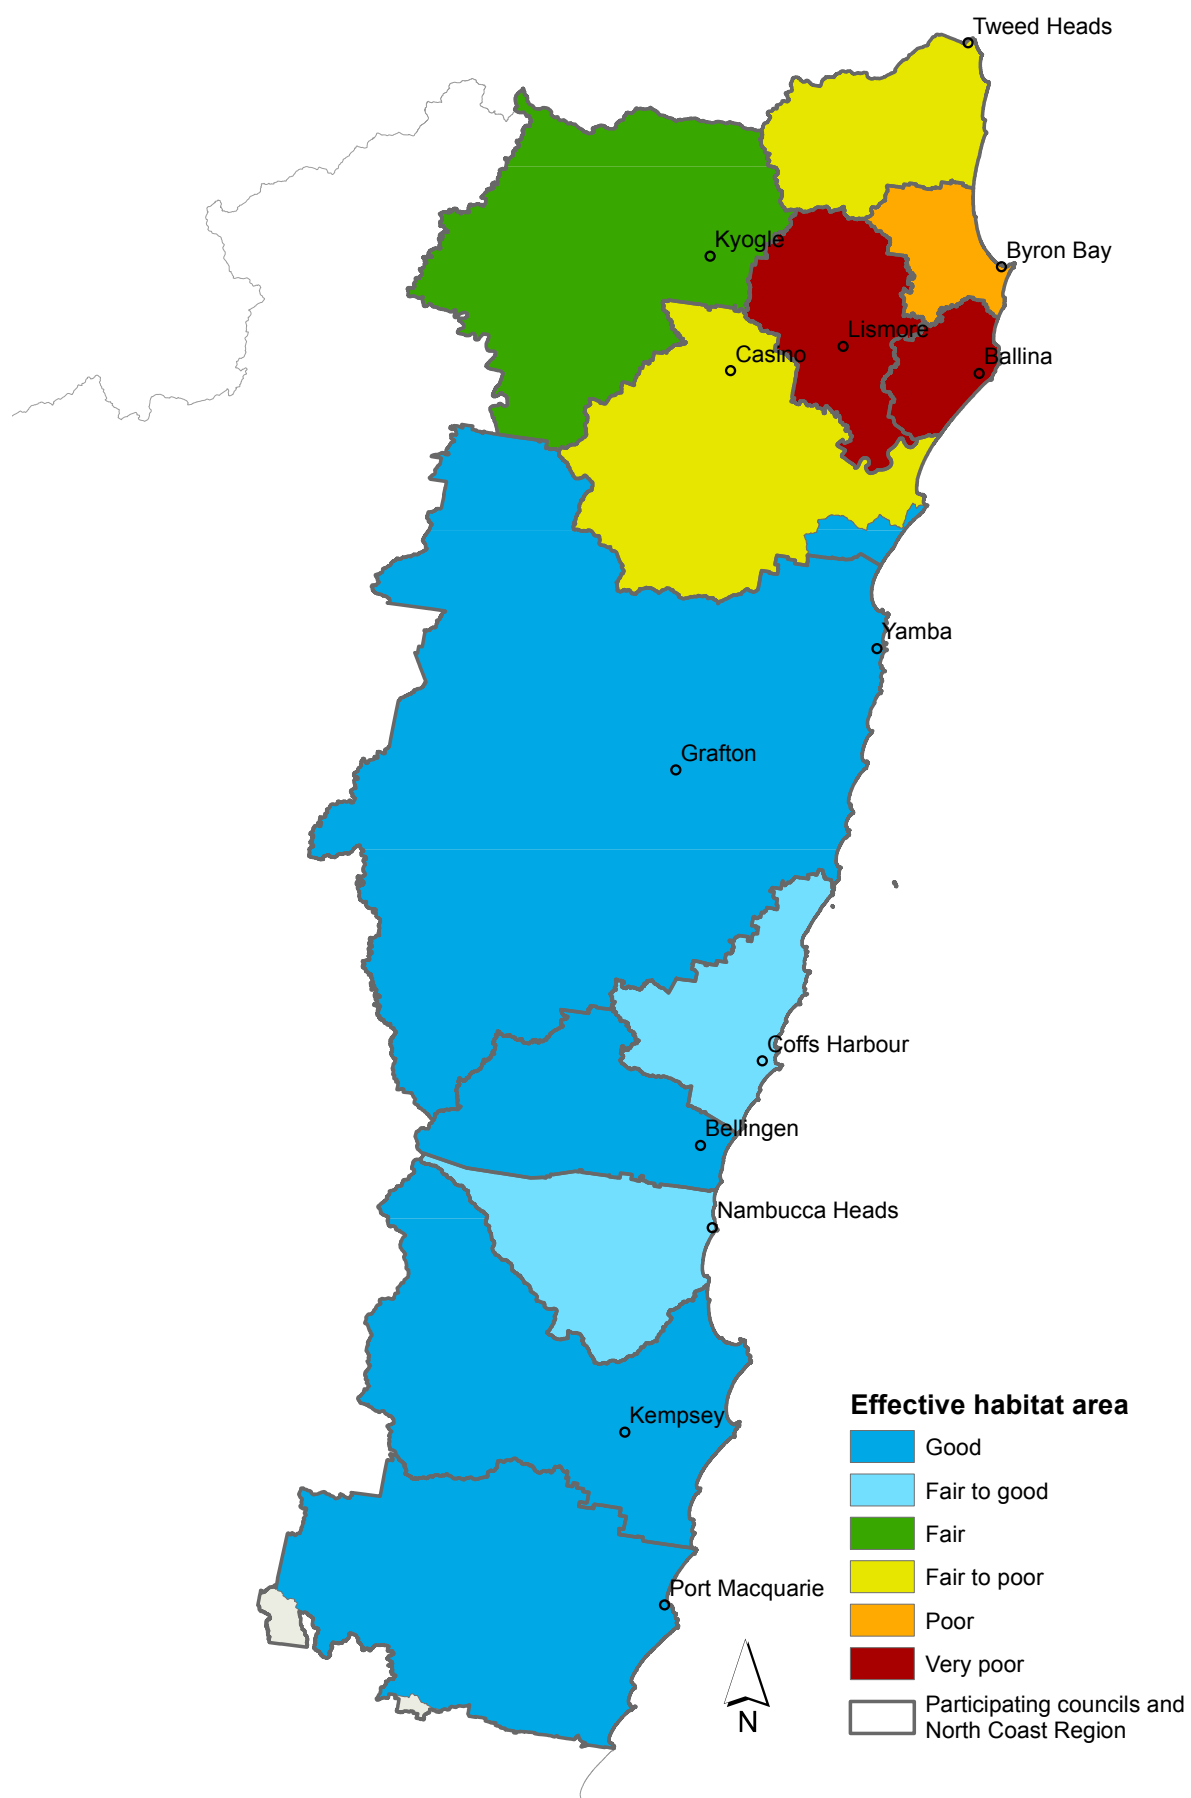 Tweed Heads
Kyogle
Byron Bay
Lismore
Casino
Ballina
Yamba
Grafton
Coffs Harbour
Bellingen
Nambucca Heads
Kempsey
Port Macquarie
N
Effective habitat area
Good
Fair to good
Fair
Fair to poor
Poor
Very poor
Participating councils and
North Coast Region